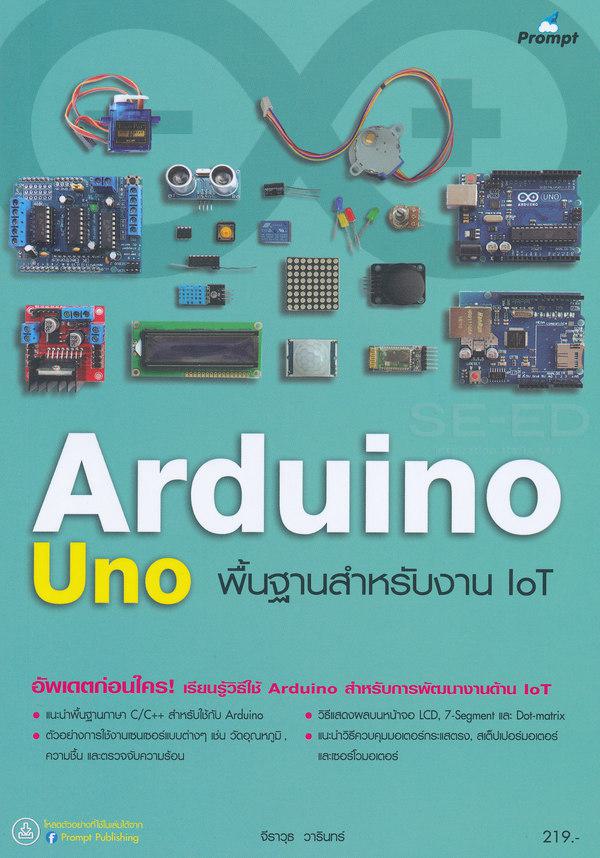 Prompt
UNO
ARDUINO
SE-ED
Arduino
Uno พื้นฐานสำหรับงาน IoT
อัพเดตก่อนใคร! เรียนรู้วิธีใช้ Arduino สำหรับการพัฒนางานด้าน IoT
• แนะนำพื้นฐานภาษา C/C++ สำหรับใช้กับ Arduino
• ตัวอย่างการใช้งานเซนเซอร์แบบต่างๆ เช่น วัดอุณหภูมิ,
ความชื้น และตรวจจับความร้อน
• วิธีแสดงผลบนหน้าจอ LCD, 7-Segment และ Dot-matrix
• แนะนำวิธีควบคุมมอเตอร์กระแสตรง, สเต็ปเปอร์มอเตอร์
และเซอร์โวมอเตอร์
โหลดตัวอย่างที่ใช้ในเล่มได้จาก
f Prompt Publishing
จีราวุธ วารินทร์
219.-